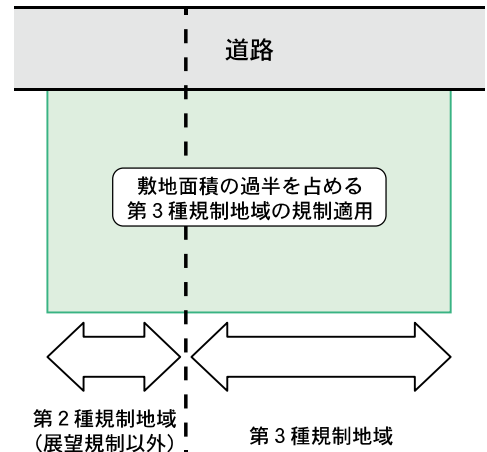 道路
敷地面積の過半を占める
第3種規制地域の規制適用
第2種規制地域
(展望規制以外)
第3種規制地域